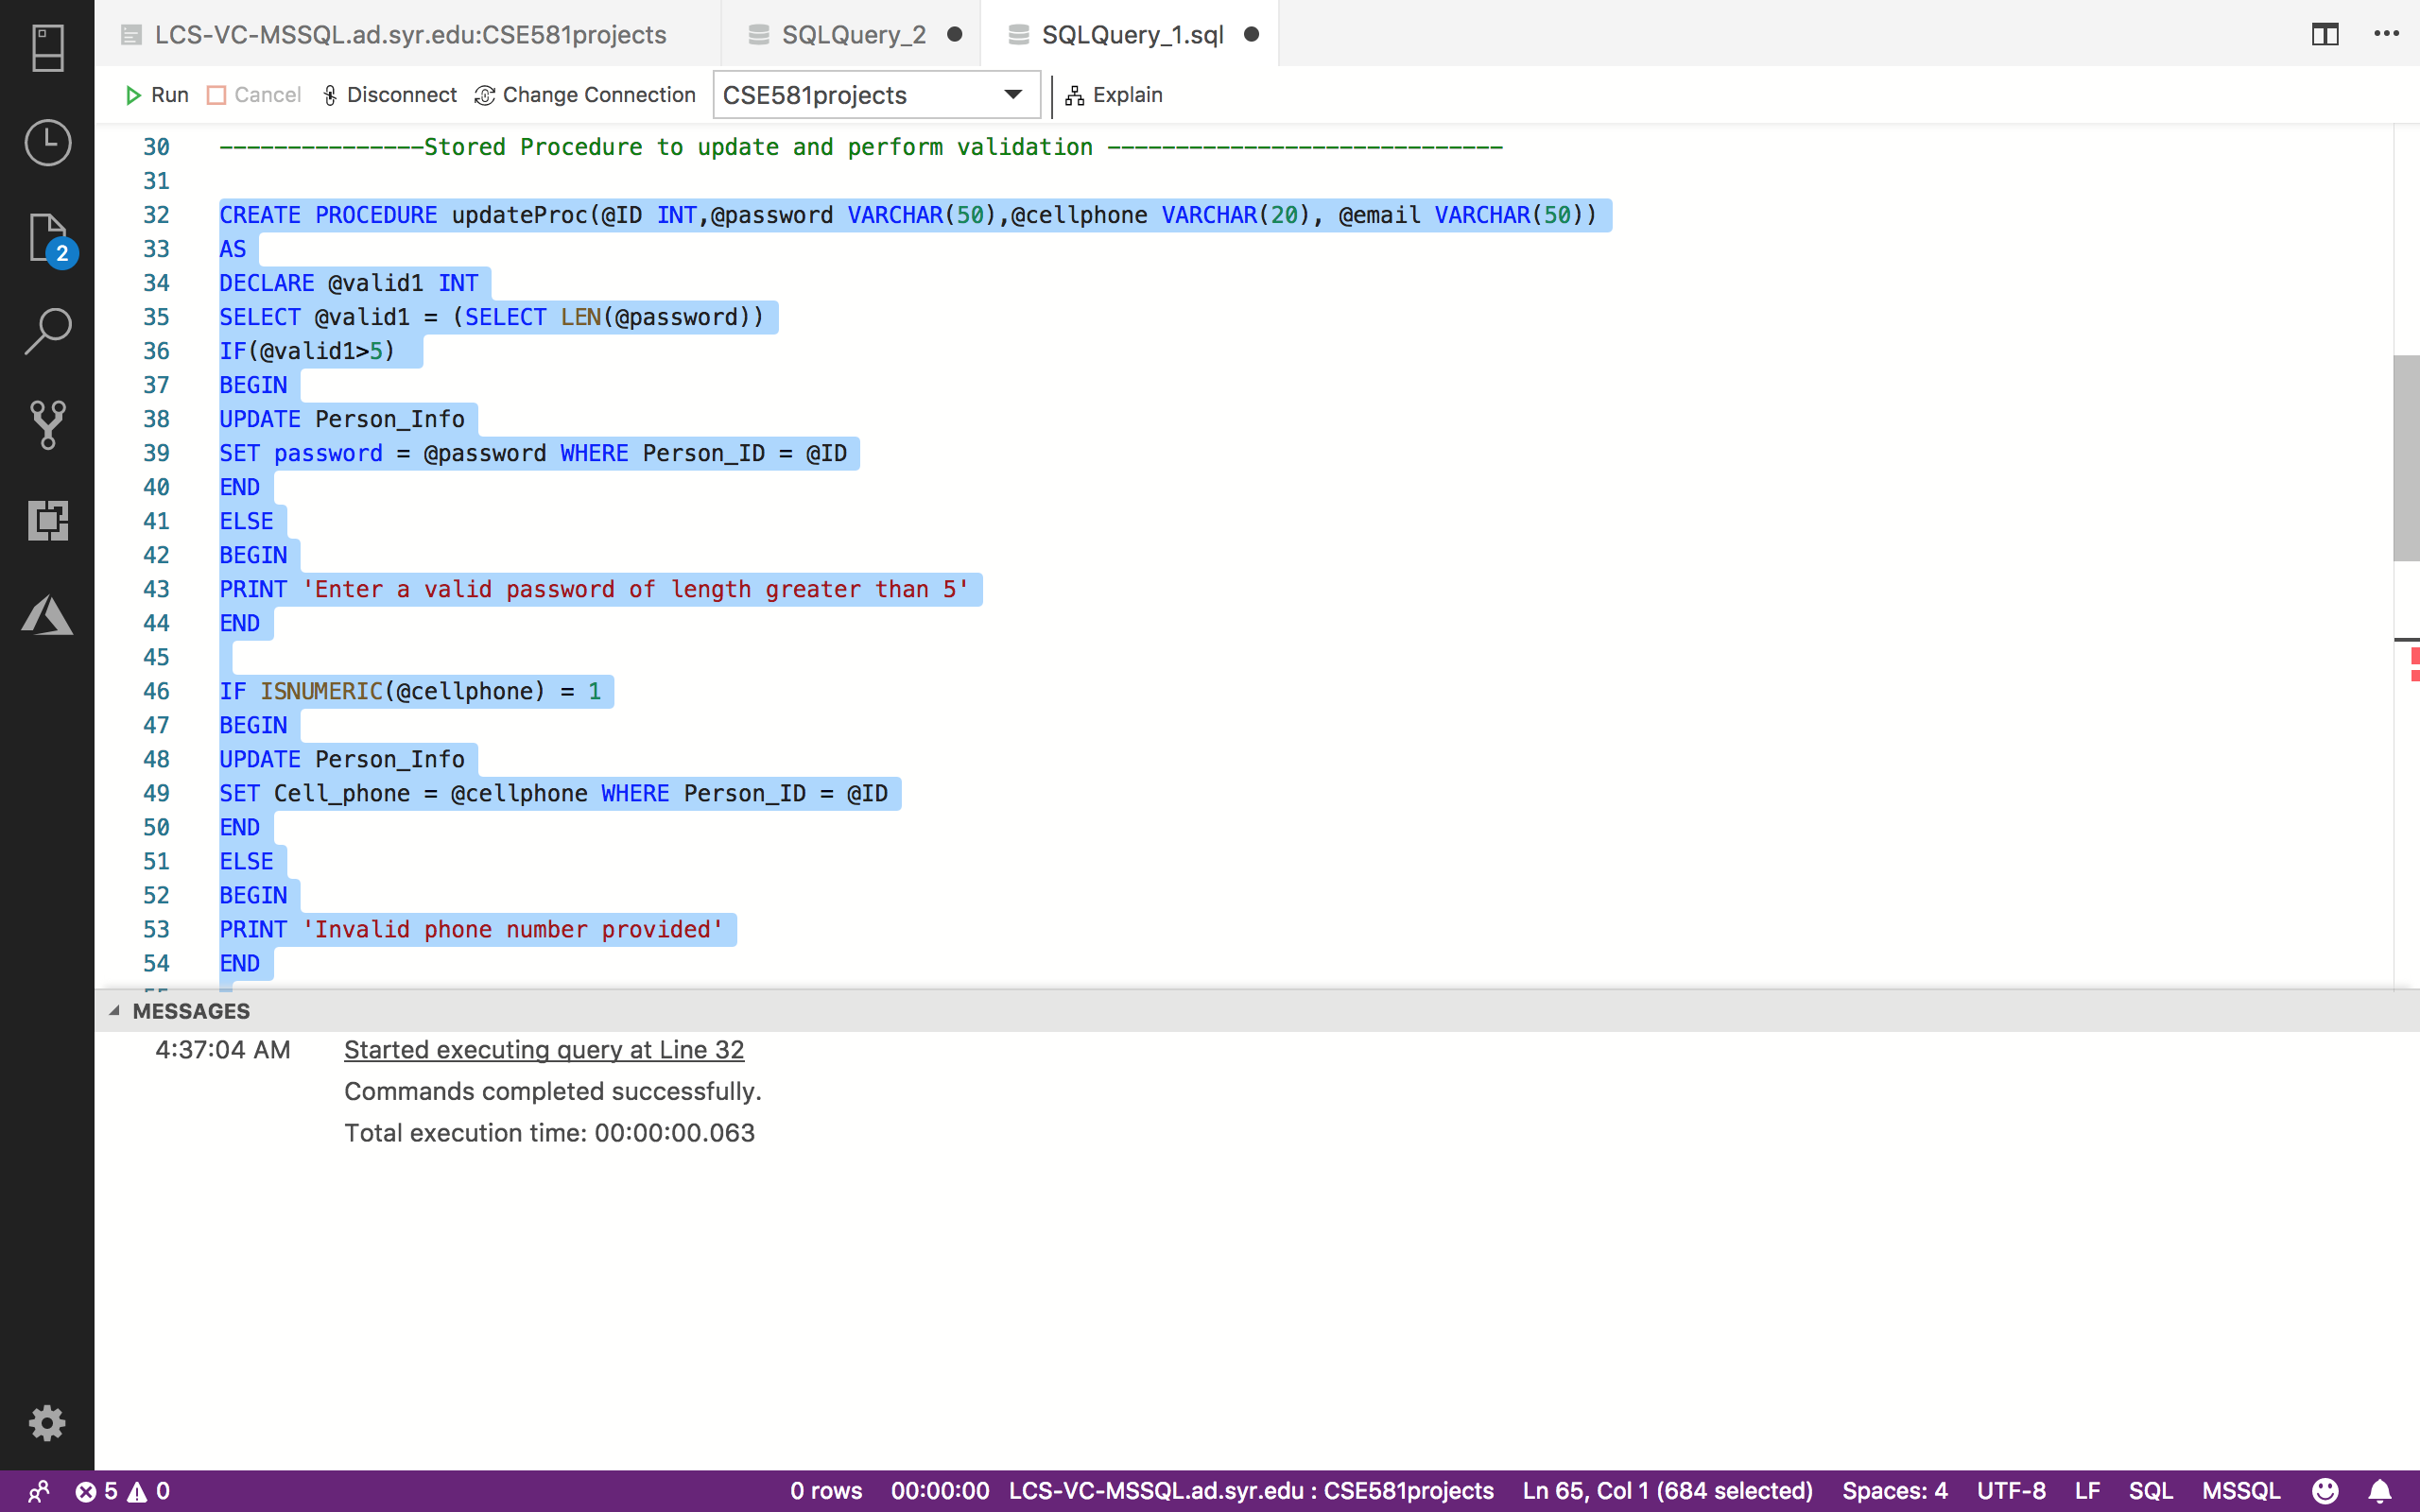 LCS-VC-MSSQL.ad.syr.edu:CSE581projects SQLQuery_2 SQLQuery_1.sql
Run Cancel Disconnect Change Connection CSE581projects Explain
2
30 ---------------Stored Procedure to update and perform validation -----------------------------
31
32 CREATE PROCEDURE updateProc(@ID INT,@password VARCHAR(50),@cellphone VARCHAR(20), @email VARCHAR(50))
33 AS
34 DECLARE @valid1 INT
35 SELECT @valid1 = (SELECT LEN(@password))
36 IF(@valid1>5)
37 BEGIN
38 UPDATE Person_Info
39 SET password = @password WHERE Person_ID = @ID
40 END
41 ELSE
42 BEGIN
43 PRINT 'Enter a valid password of length greater than 5'
44 END
45
46 IF ISNUMERIC(@cellphone) = 1
47 BEGIN
48 UPDATE Person_Info
49 SET Cell_phone = @cellphone WHERE Person_ID = @ID
50 END
51 ELSE
52 BEGIN
53 PRINT 'Invalid phone number provided'
54 END
MESSAGES
4:37:04 AM Started executing query at Line 32
Commands completed successfully.
Total execution time: 00:00:00.063
5 0 0 rows 00:00:00 LCS-VC-MSSQL.ad.syr.edu : CSE581projects Ln 65, Col 1 (684 selected) Spaces: 4 UTF-8 LF SQL MSSQL